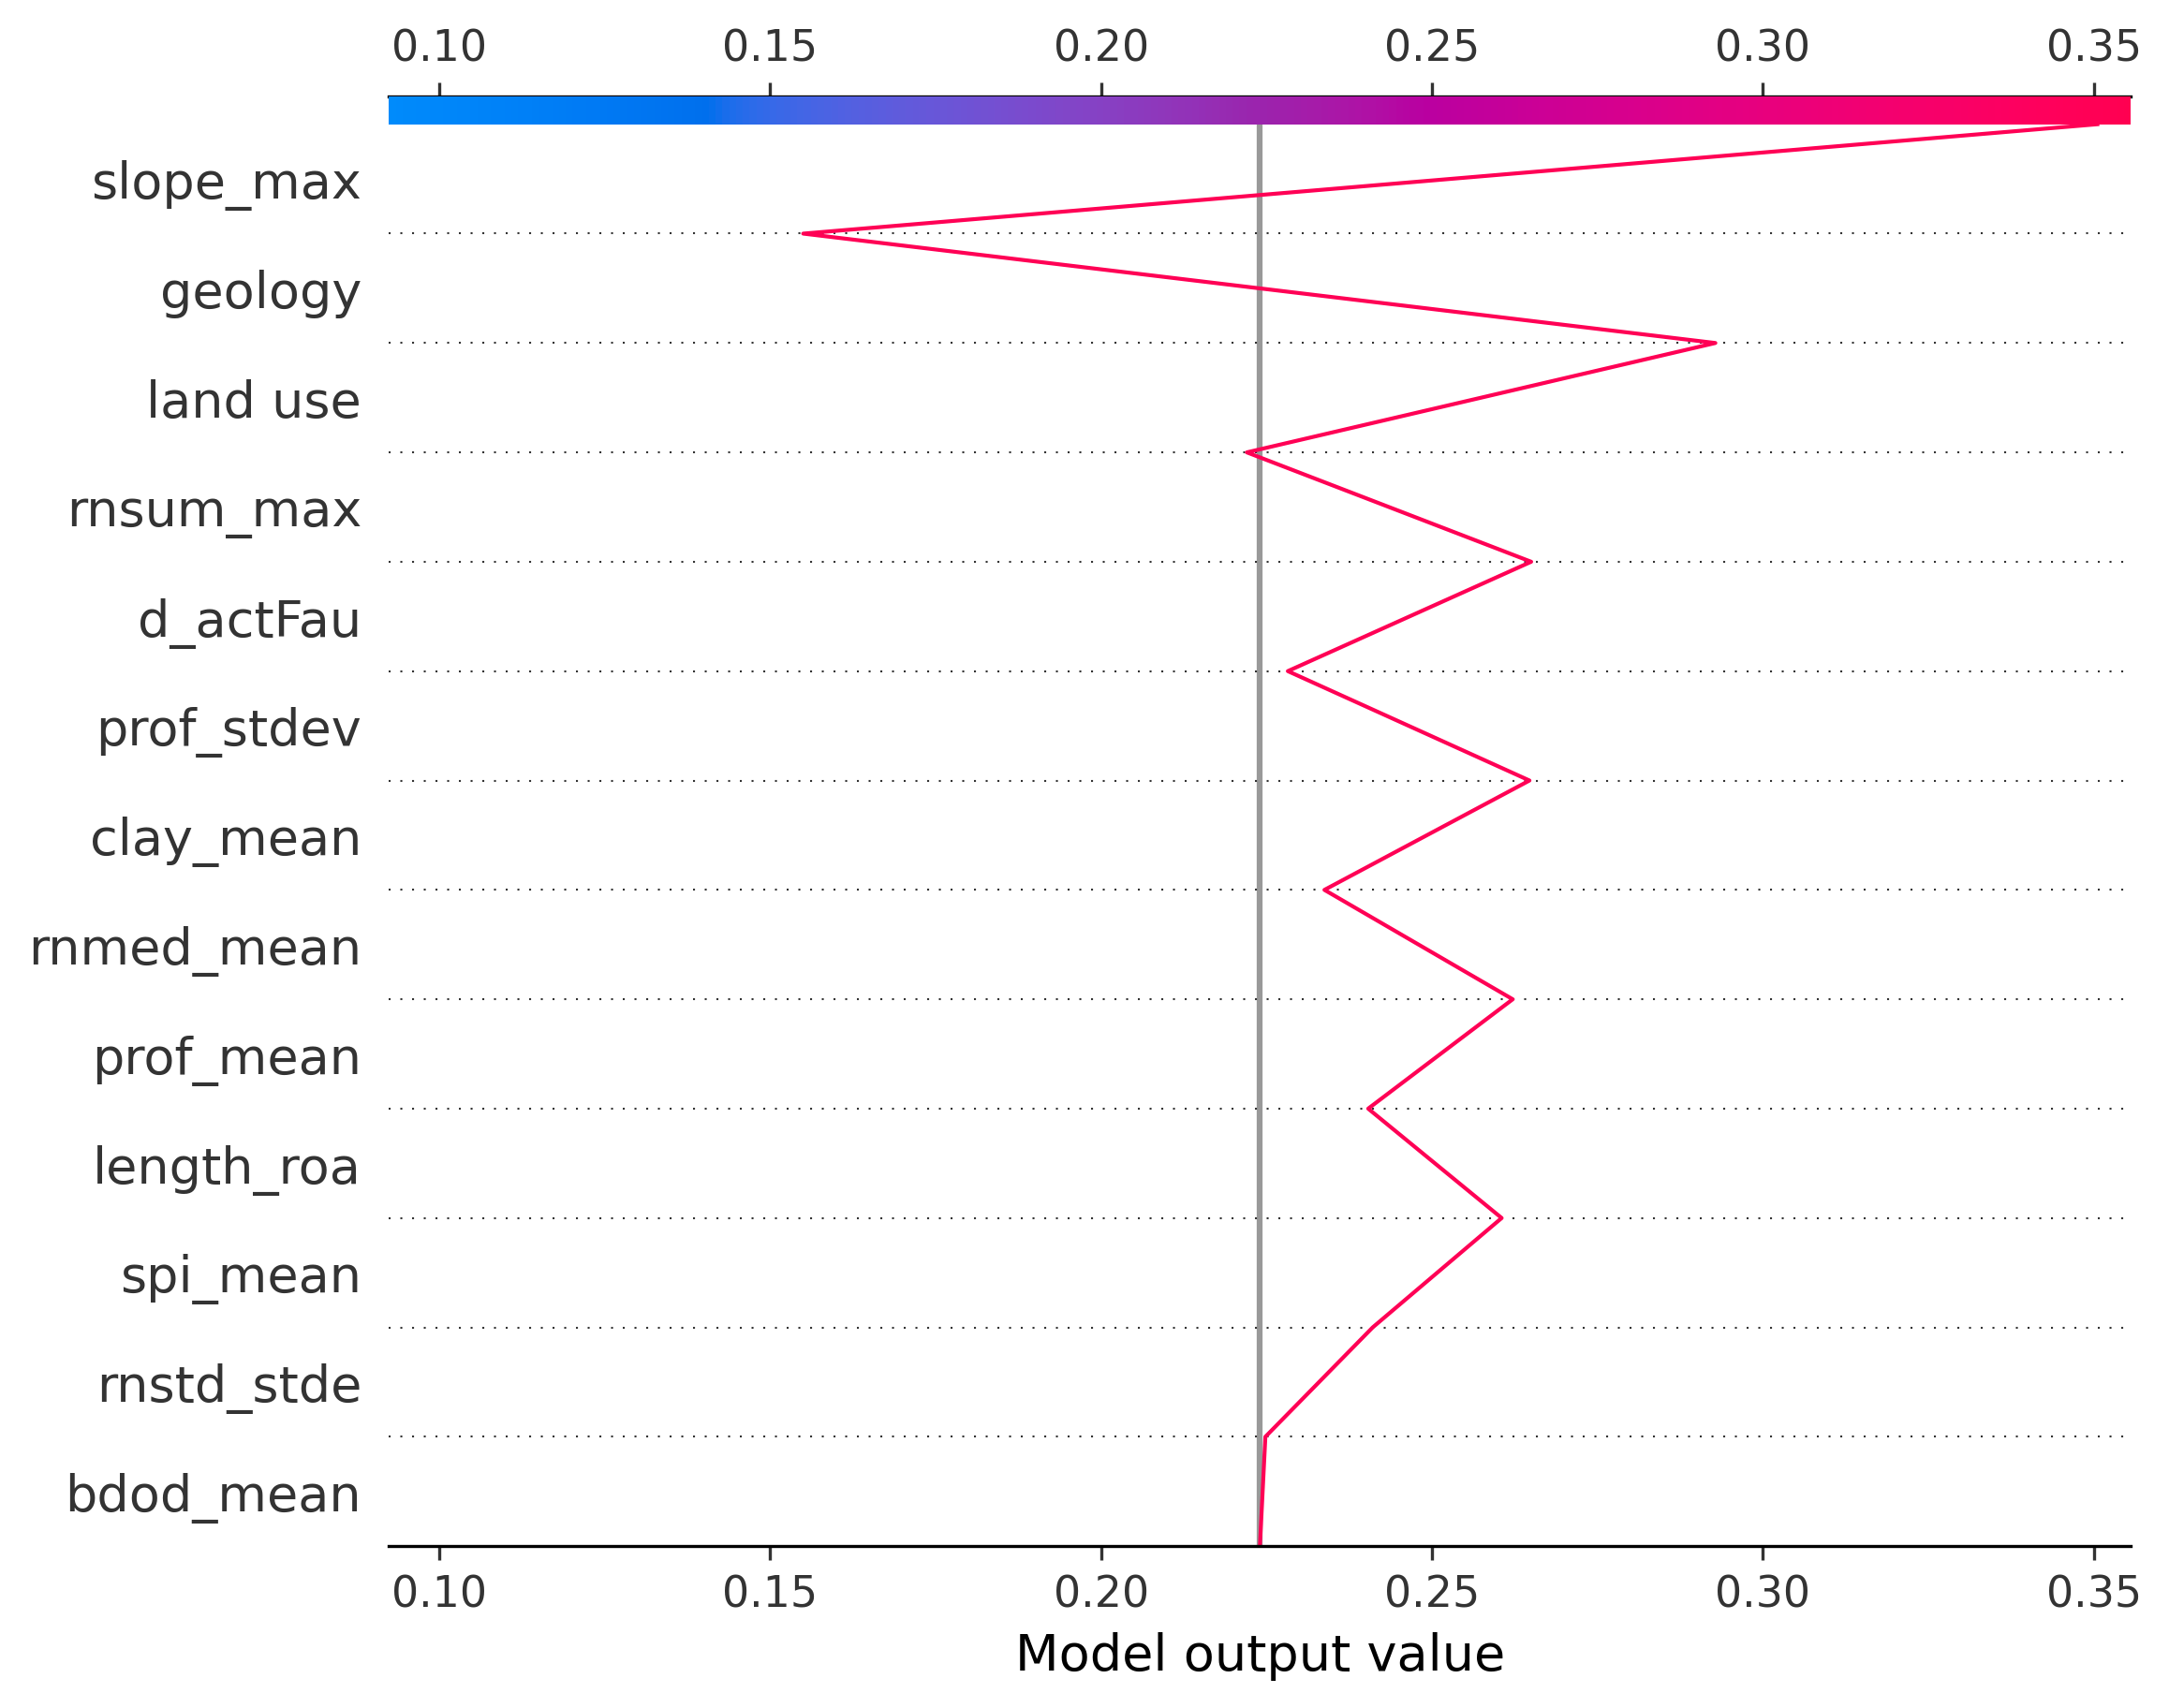 0.10 0.15 0.20 0.25 0.30 0.35
slope_max
geology
land use
rnsum_max
d_actFau
prof_stdev
clay_mean
rnmed_mean
prof_mean
length_roa
spi_mean
rnstd_stde
bdod_mean
0.10 0.15 0.20 0.25 0.30 0.35
Model output value